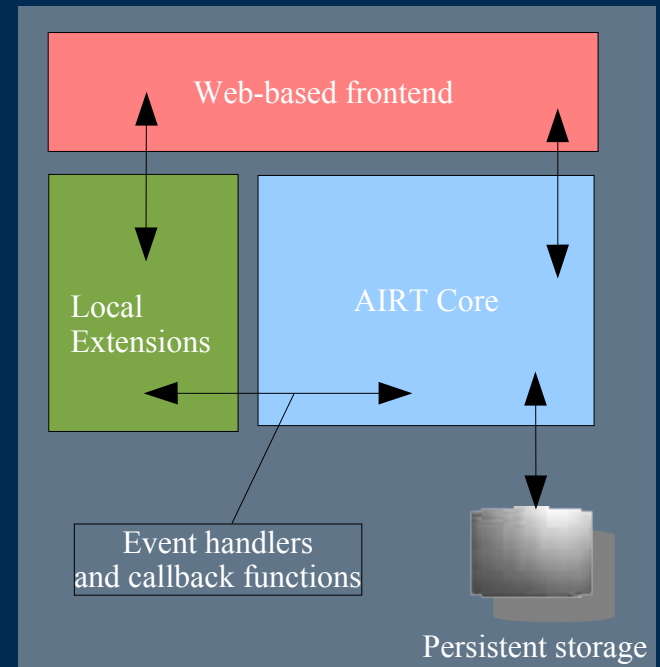 Web-based frontend
Local
Extensions
AIRT Core
Event handlers
and callback functions
Persistent storage